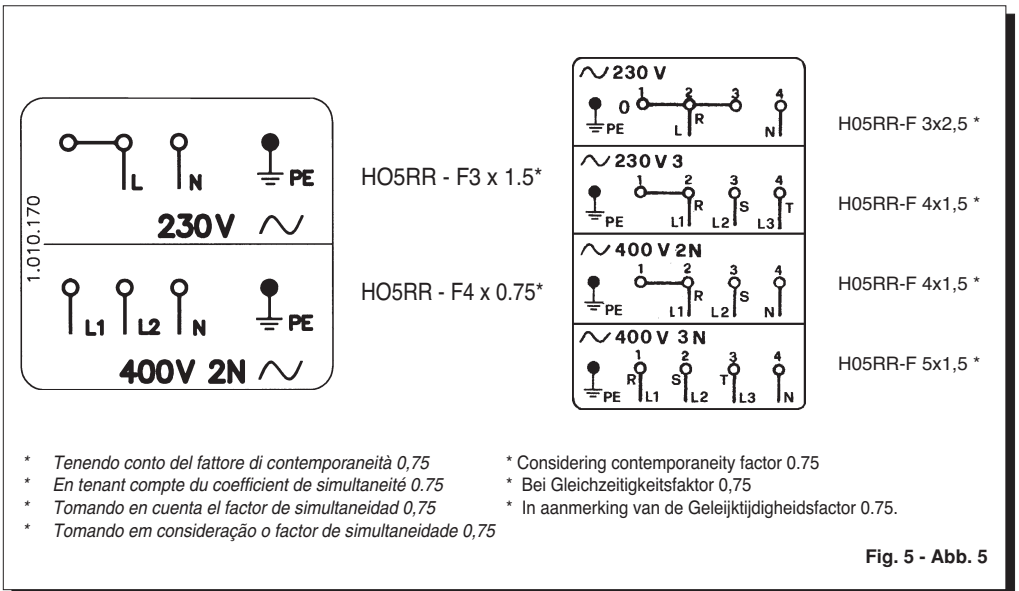 1.010.170
L N PE
230V
L1 L2 N PE
400V 2N
HO5RR - F3 x 1.5*
HO5RR - F4 x 0.75*
230 V
1 2 3 4
0
PE L R N
230 V 3
1 2 3 4
R S T
PE L1 L2 L3
400 V 2N
1 2 3 4
R S
PE L1 L2 N
400V 3N
1 2 3 4
R S T
PE L1 L2 L3 N
H05RR-F 3x2,5 *
H05RR-F 4x1,5 *
H05RR-F 4x1,5 *
H05RR-F 5x1,5 *
* Tenendo conto del fattore di contemporaneità 0,75
* En tenant compte du coefficient de simultaneité 0.75
* Tomando en cuenta el factor de simultaneidad 0,75
* Tomando em consideração o factor de simultaneidade 0,75
* Considering contemporaneity factor 0.75
* Bei Gleichzeitigkeitsfaktor 0,75
* In aanmerking van de Geleijktijdigheidsfactor 0.75.
Fig. 5 - Abb. 5